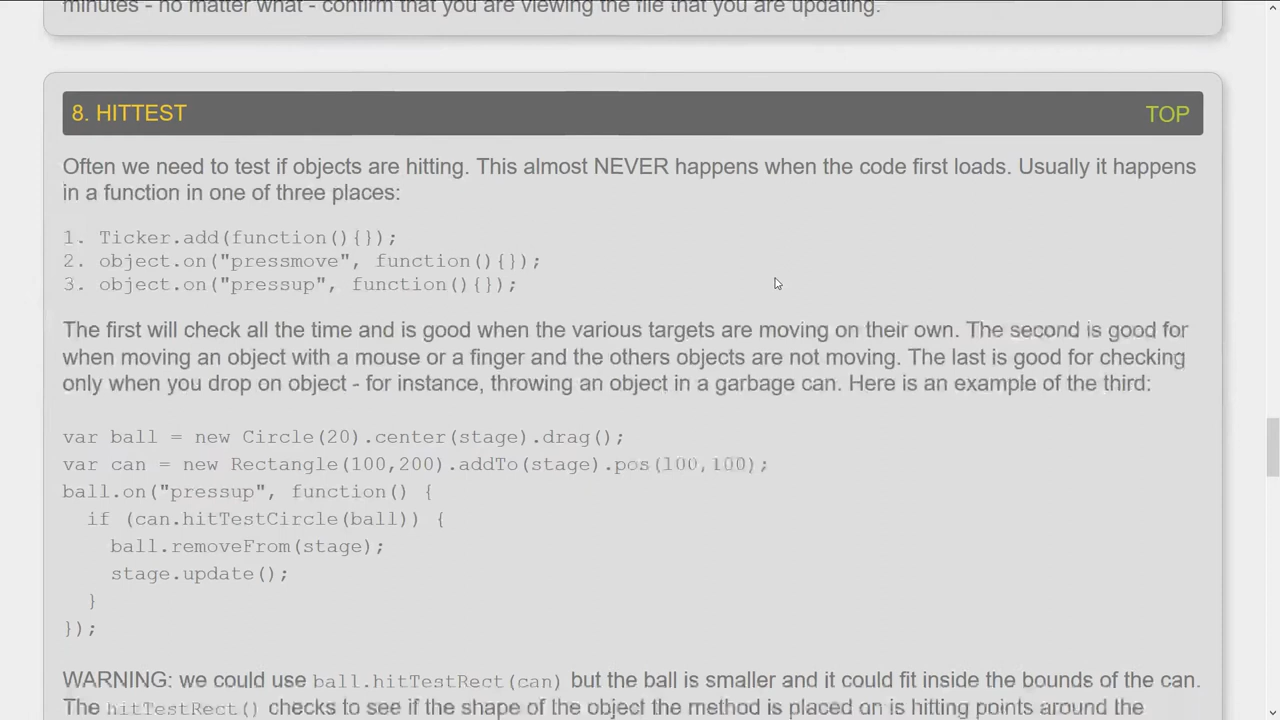 minutes - no matter what - confirm that you are viewing the file that you are updating.
8. HITTEST
TOP
Often we need to test if objects are hitting. This almost NEVER happens when the code first loads. Usually it happens
in a function in one of three places:
1. Ticker.add(function(){});
2. object.on("pressmove", function(){});
3. object.on("pressup", function(){});
The first will check all the time and is good when the various targets are moving on their own. The second is good for
when moving an object with a mouse or a finger and the others objects are not moving. The last is good for checking
only when you drop on object - for instance, throwing an object in a garbage can. Here is an example of the third:
var ball = new Circle(20).center(stage).drag();
var can = new Rectangle(100,200).addTo(stage).pos(100,100);
ball.on("pressup", function() {
if (can.hitTestCircle(ball)) {
ball.removeFrom(stage);
stage.update();
}
});
WARNING: we could use ball.hitTestRect(can) but the ball is smaller and it could fit inside the bounds of the can.
The hitTestRect() checks to see if the shape of the object the method is placed on is hitting points around the